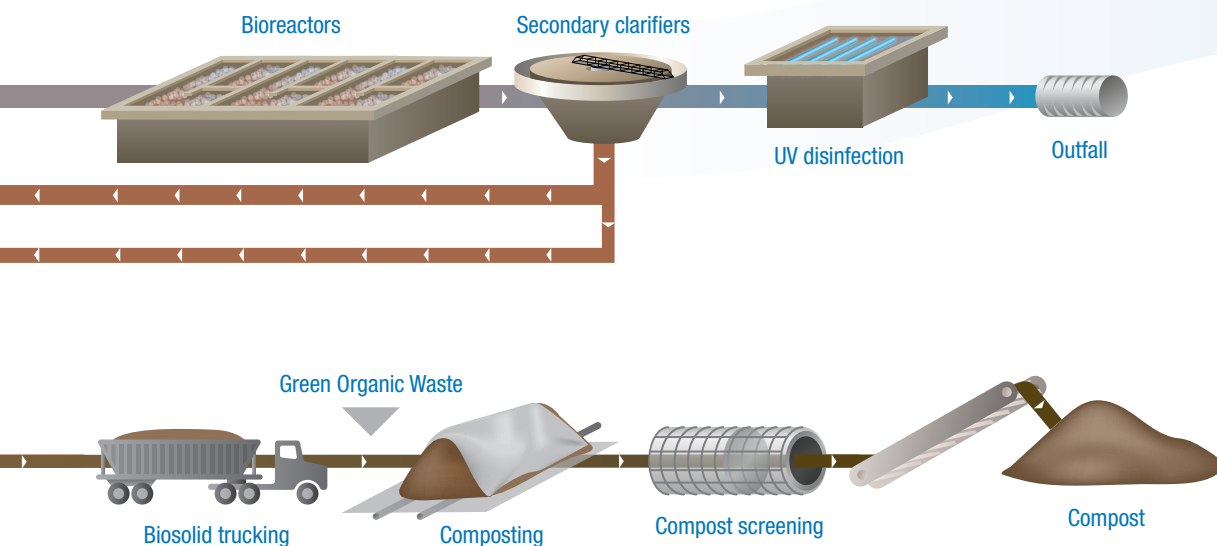 Bioreactors
Secondary clarifiers
UV disinfection
Outfall
Green Organic Waste
Biosolid trucking
Composting
Compost screening
Compost